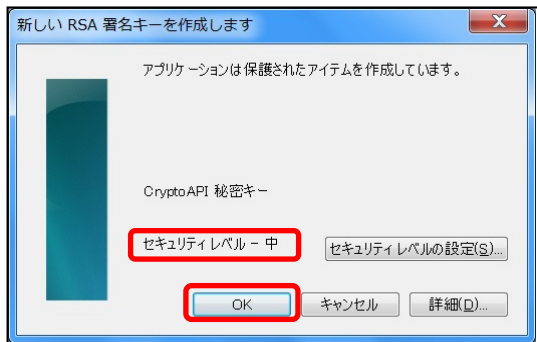 新しい RSA 署名キーを作成します
アプリケーションは保護されたアイテムを作成しています。
CryptoAPI 秘密キー
セキュリティ レベル - 中
セキュリティ レベルの設定(S)...
OK
キャンセル
詳細(D)...